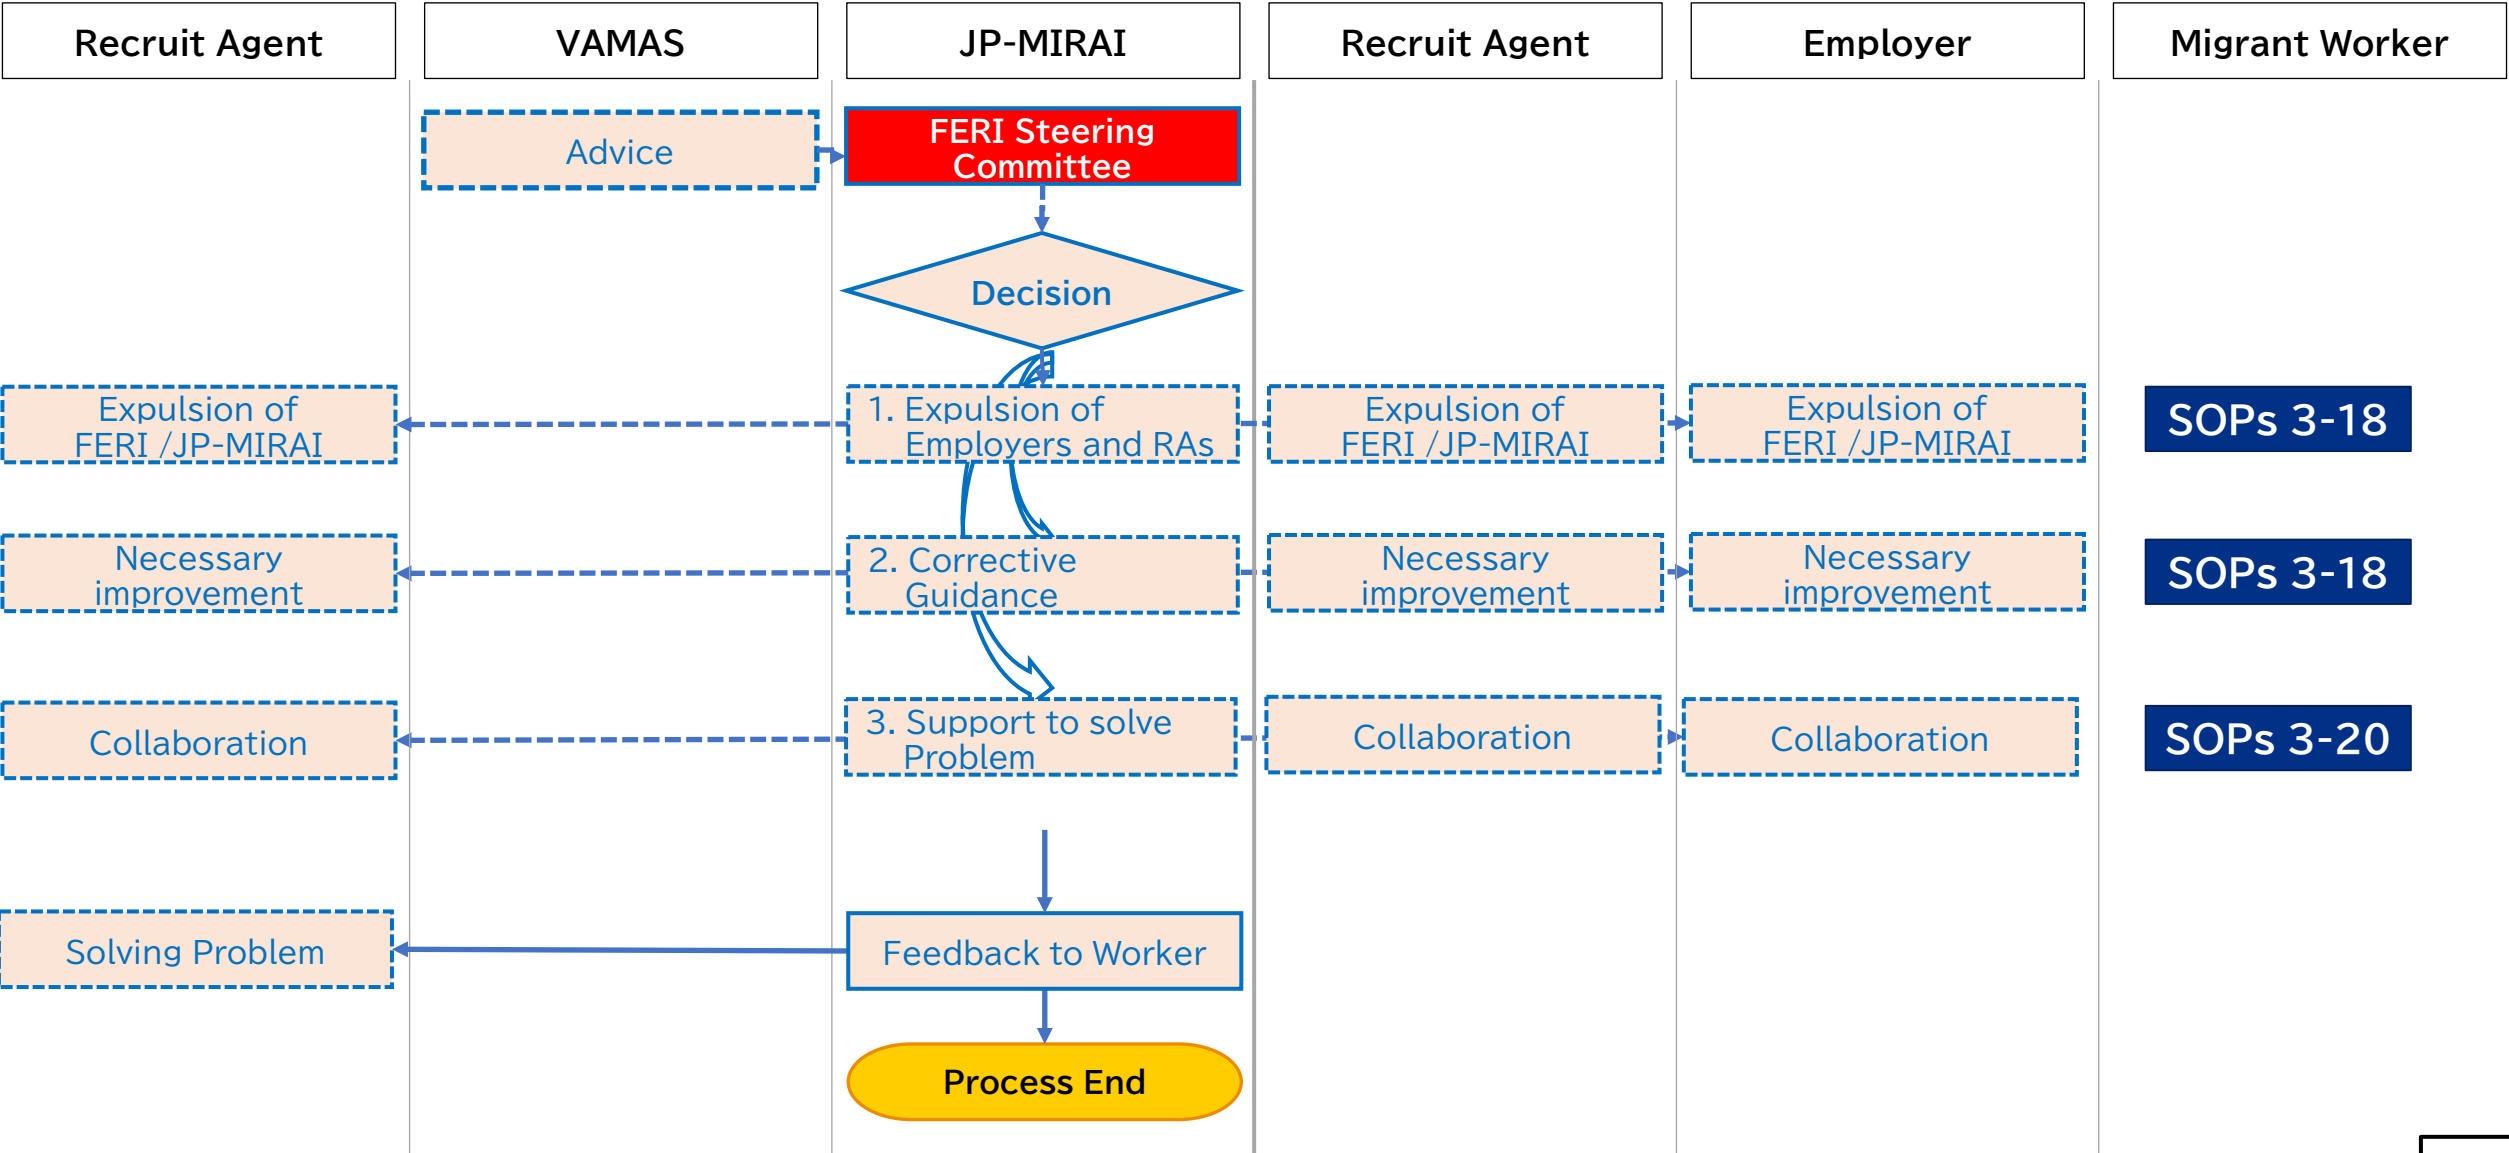 Recruit Agent
VAMAS
JP-MIRAI
Recruit Agent
Employer
Migrant Worker
Advice
FERI Steering
Committee
Decision
Expulsion of
FERI /JP-MIRAI
1. Expulsion of
Employers and RAs
Expulsion of
FERI /JP-MIRAI
Expulsion of
FERI /JP-MIRAI
SOPs 3-18
Necessary
improvement
2. Corrective
Guidance
Necessary
improvement
Necessary
improvement
SOPs 3-18
Collaboration
3. Support to solve
Problem
Collaboration
Collaboration
SOPs 3-20
Solving Problem
Feedback to Worker
Process End